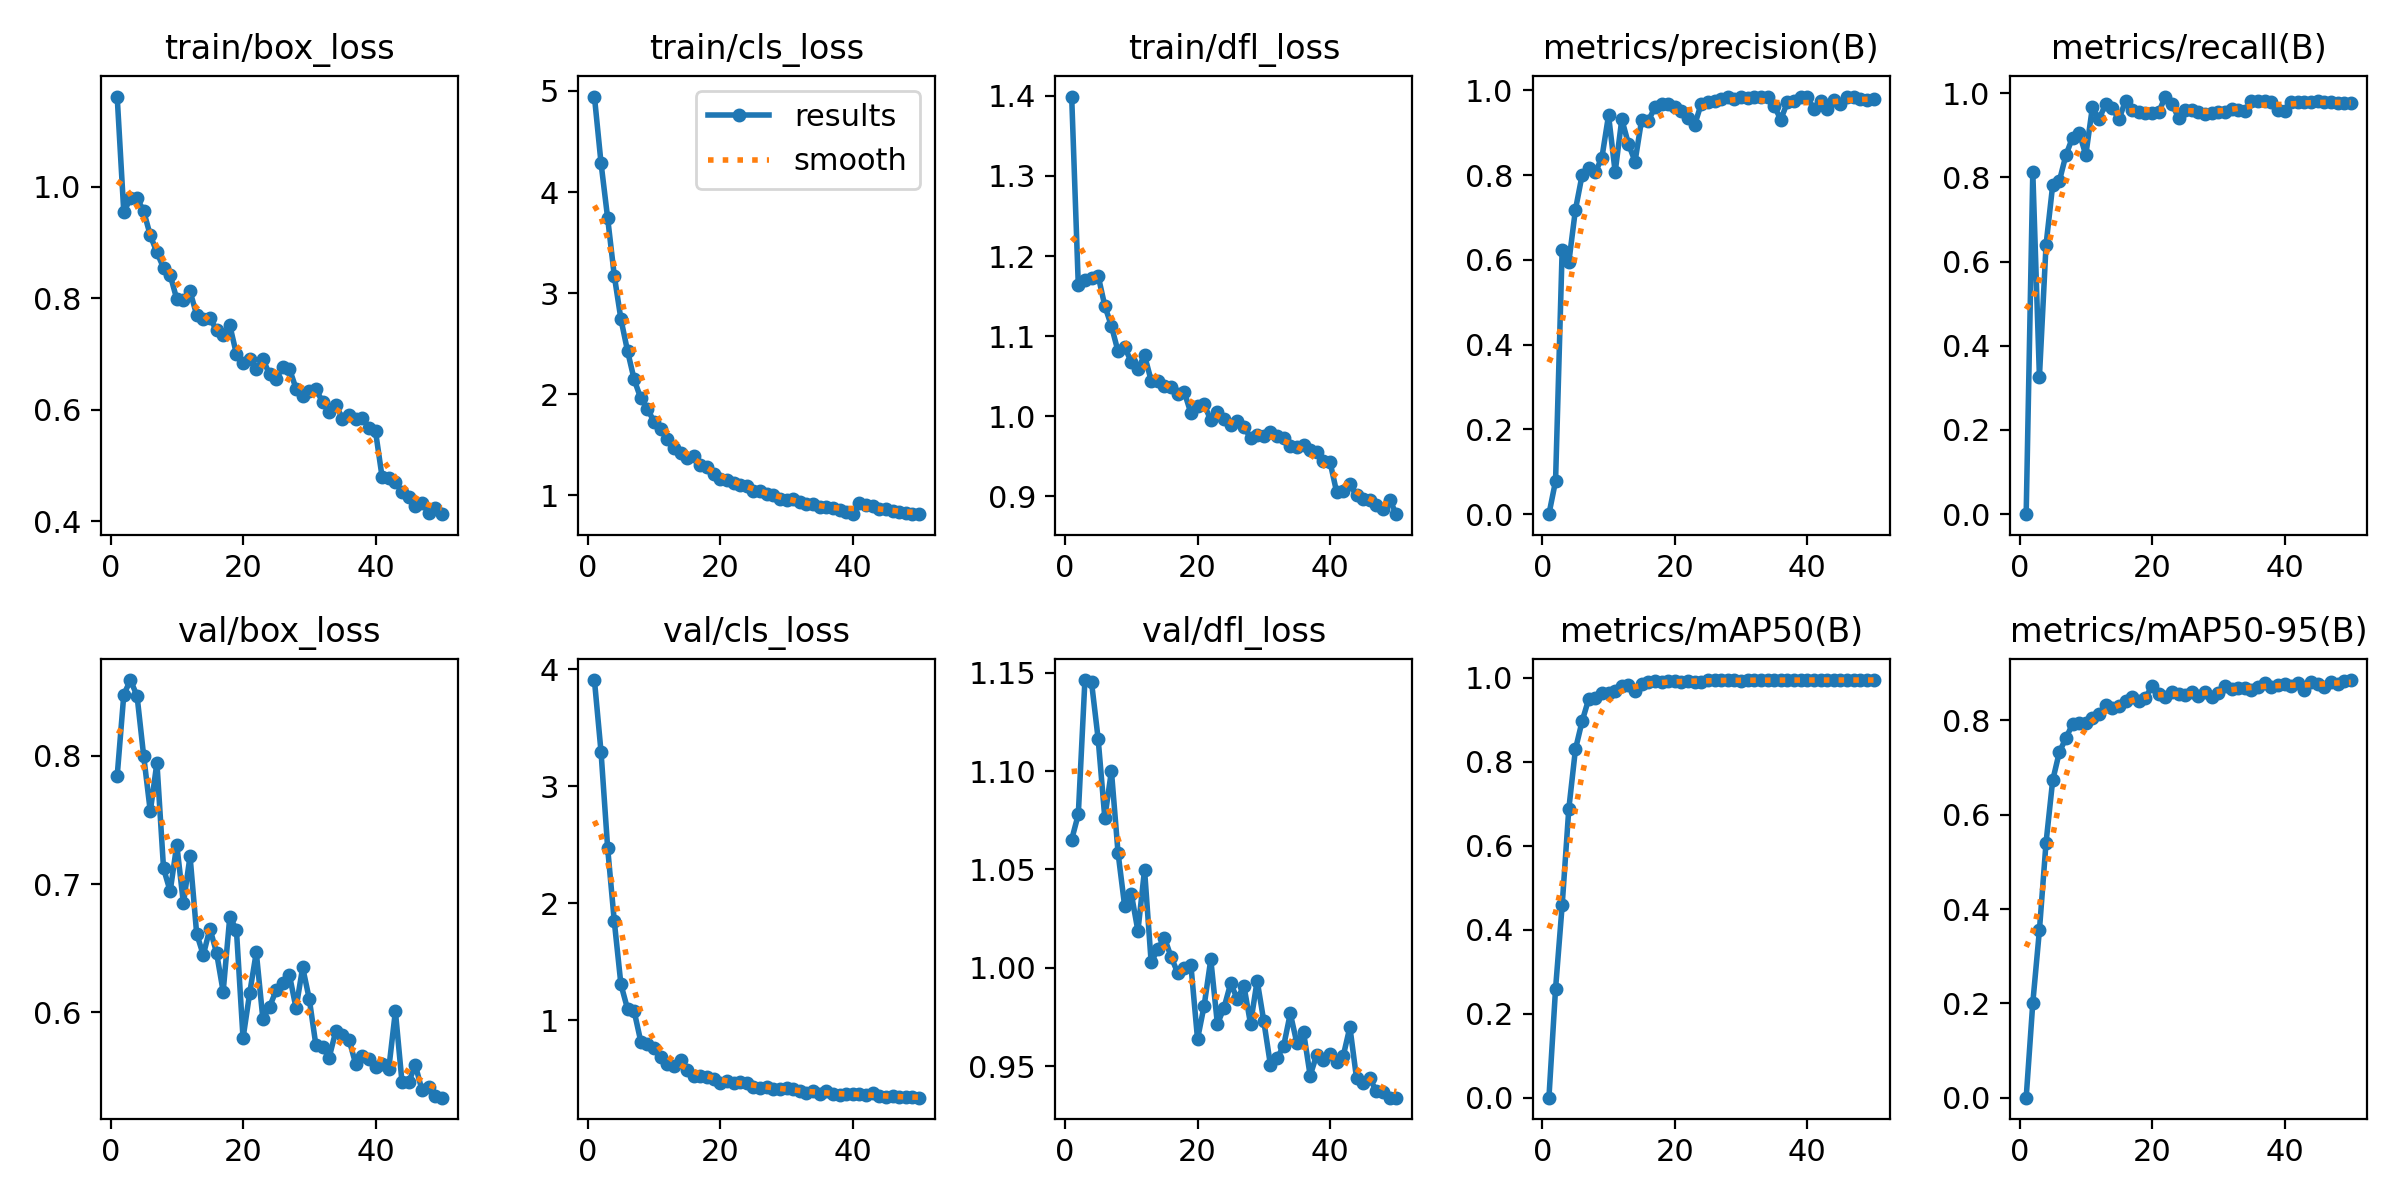 train/box_loss
1.0
0.8
0.6
0.4
0 20 40
train/cls_loss
5
4
3
2
1
0 20 40
results
smooth
train/dfl_loss
1.4
1.3
1.2
1.1
1.0
0.9
0 20 40
metrics/precision(B)
1.0
0.8
0.6
0.4
0.2
0.0
0 20 40
metrics/recall(B)
1.0
0.8
0.6
0.4
0.2
0.0
0 20 40
val/box_loss
0.8
0.7
0.6
0 20 40
val/cls_loss
4
3
2
1
0 20 40
val/dfl_loss
1.15
1.10
1.05
1.00
0.95
0 20 40
metrics/mAP50(B)
1.0
0.8
0.6
0.4
0.2
0.0
0 20 40
metrics/mAP50-95(B)
0.8
0.6
0.4
0.2
0.0
0 20 40